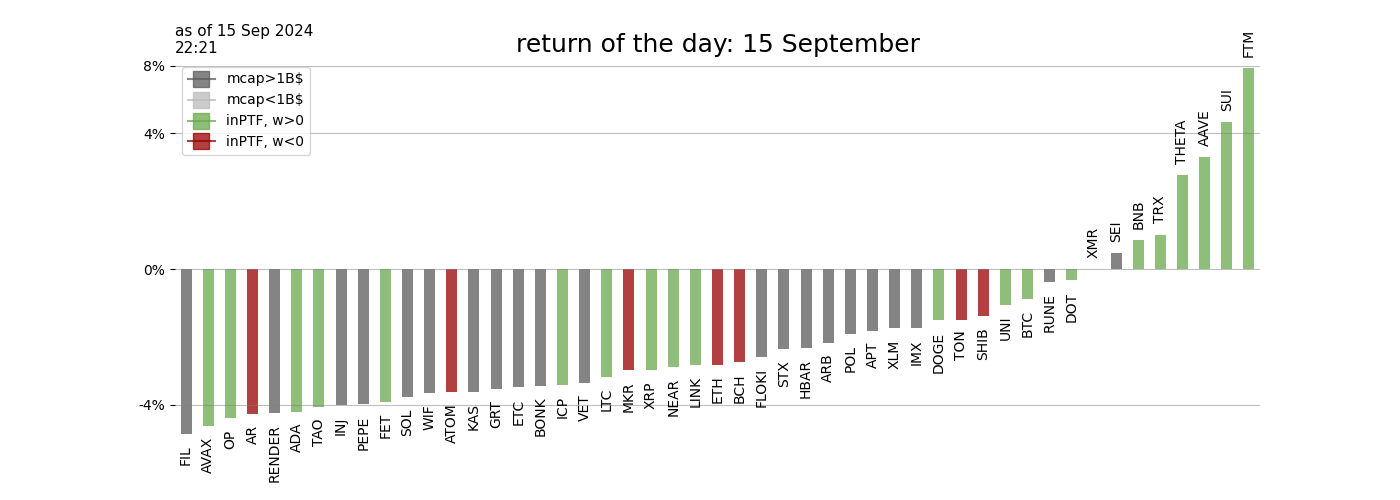 as of 15 Sep 2024
22:21
return of the day: 15 September
8%
4%
0%
-4%
mcap>1B$
mcap<1B$
inPTF, w>0
inPTF, w<0
FIL
AVAX
OP
AR
RENDER
ADA
TAO
INJ
PEPE
FET
SOL
WIF
ATOM
KAS
GRT
ETC
BONK
ICP
VET
LTC
MKR
XRP
NEAR
LINK
ETH
BCH
FLOKI
STX
HBAR
ARB
POL
APT
XLM
IMX
DOGE
TON
SHIB
UNI
BTC
RUNE
DOT
XMR
SEI
BNB
TRX
THETA
AAVE
SUI
FTM